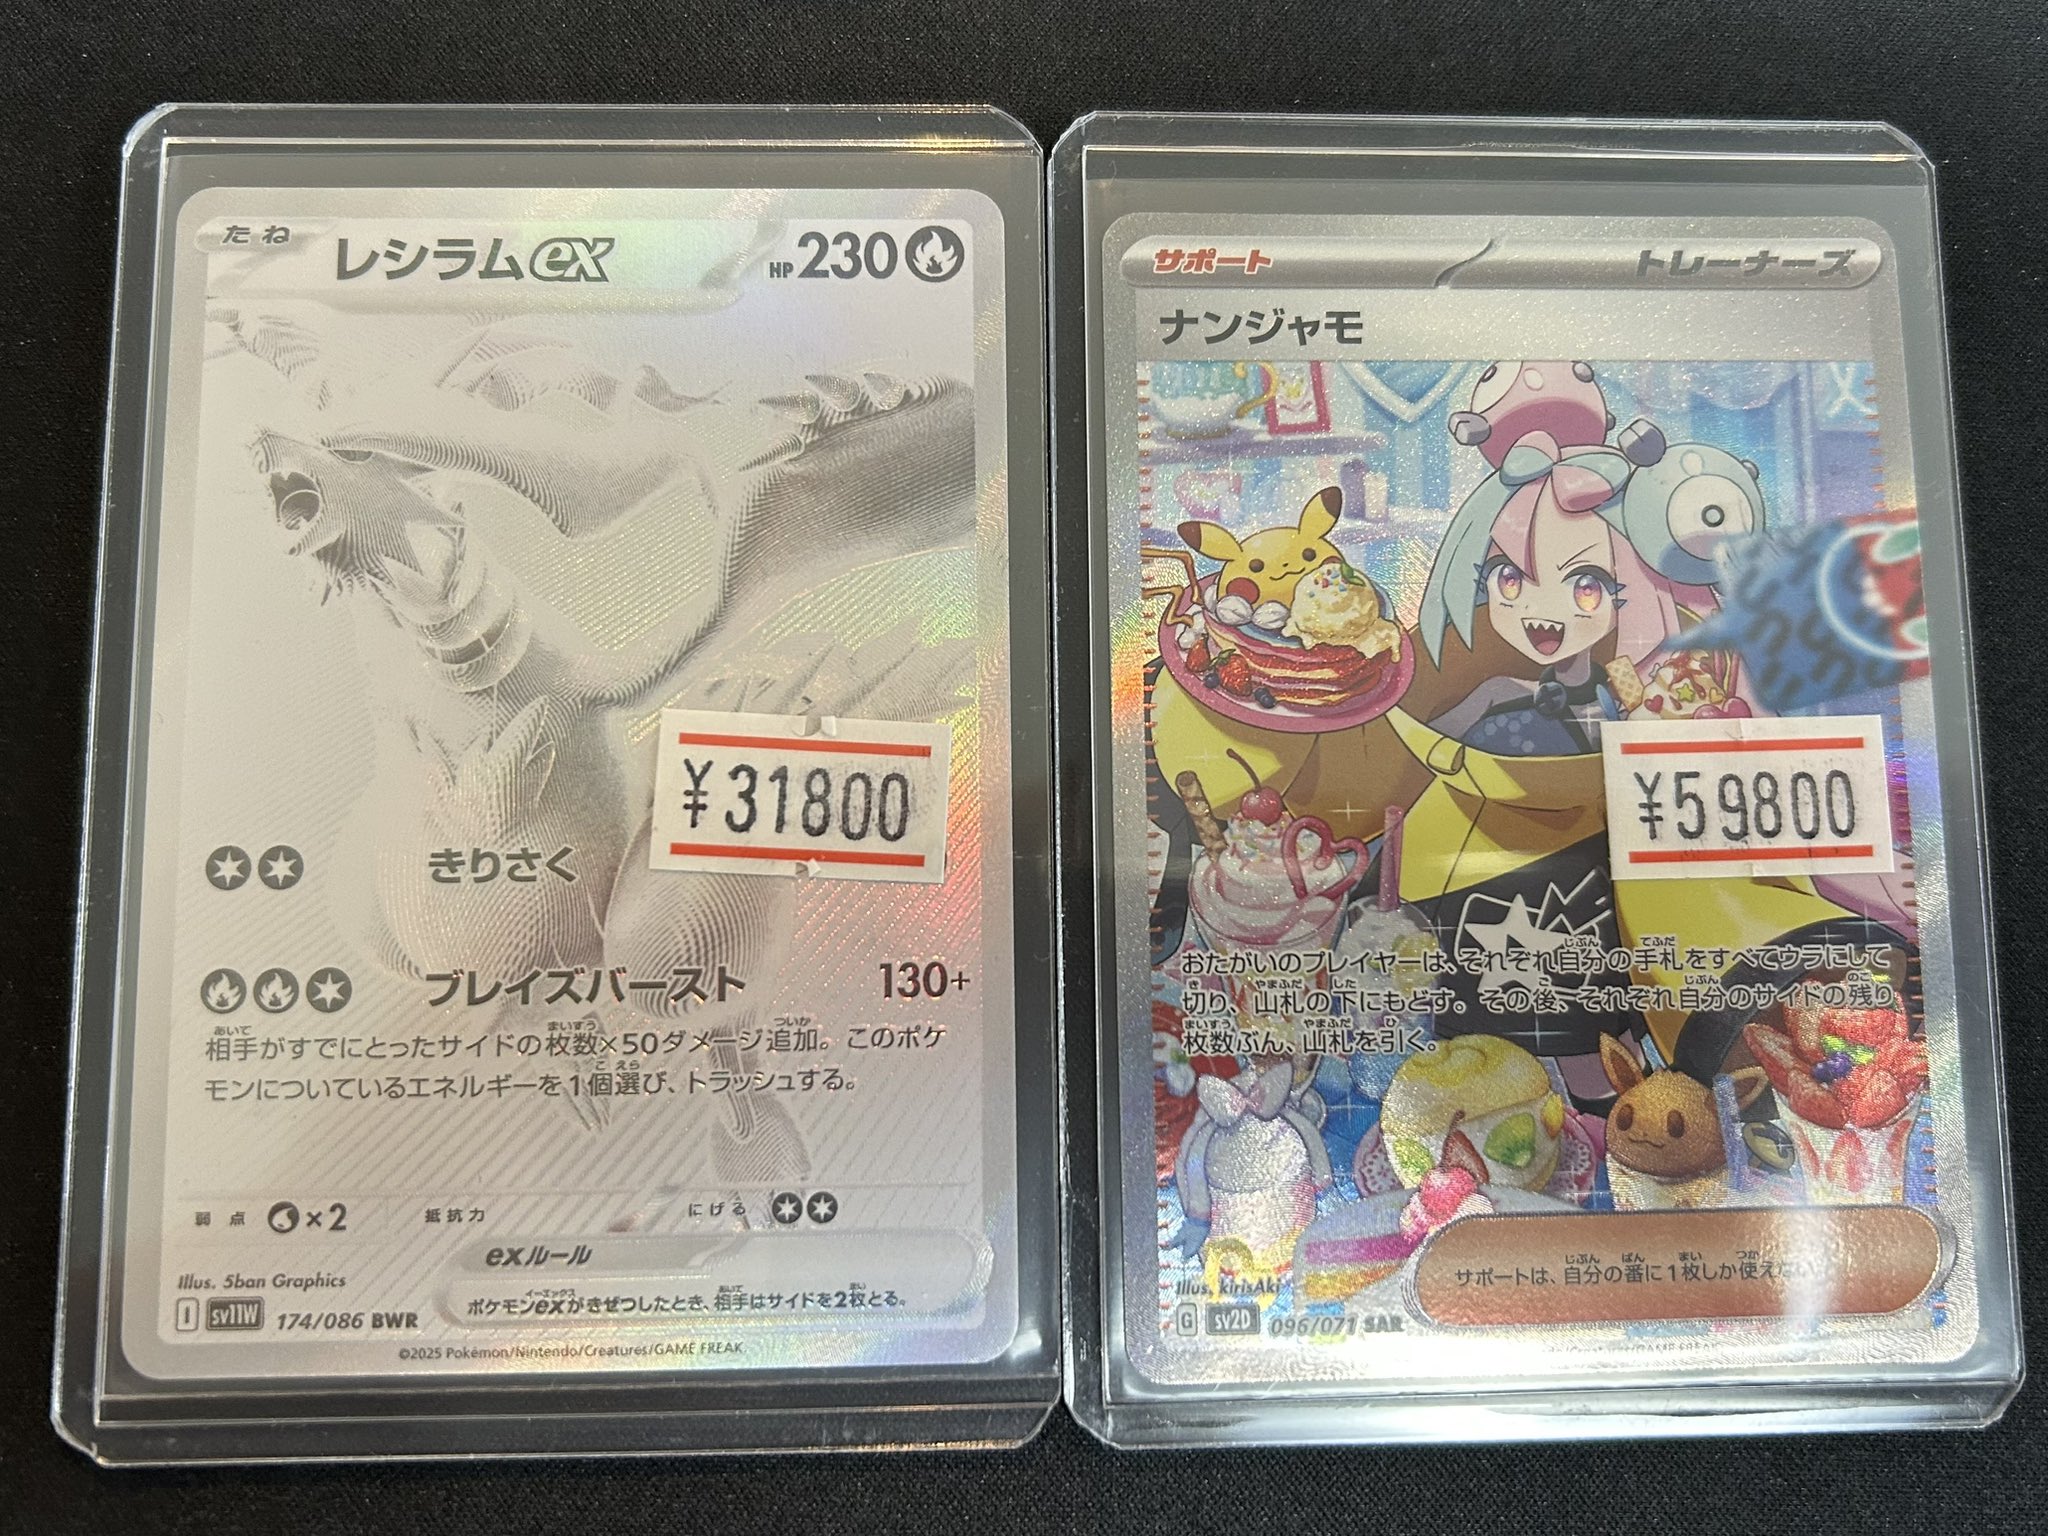 たね
レシラムex
HP230
¥31800
きりさく
ブレイズバースト 130+
相手がすでにとったサイドの枚数×50ダメージ追加。このポケ
モンについているエネルギーを1個選び、トラッシュする。
弱点 ×2 抵抗力 にげる
exルール
ポケモンexがきぜつしたとき、相手はサイドを2枚とる。
Illus. 5ban Graphics
I sv11W 174/086 BWR
©2025 Pokémon/Nintendo/Creatures/GAME FREAK
サポート トレーナーズ
ナンジャモ
¥59800
おたがいのプレイヤーは、それぞれ自分の手札をすべてウラにして
切り、山札の下にもどす。その後、それぞれ自分のサイドの残り
枚数ぶん、山札を引く。
サポートは、自分の番に1枚しか使えない
Illus. kirisAki
G sv2D 096/071 SAR